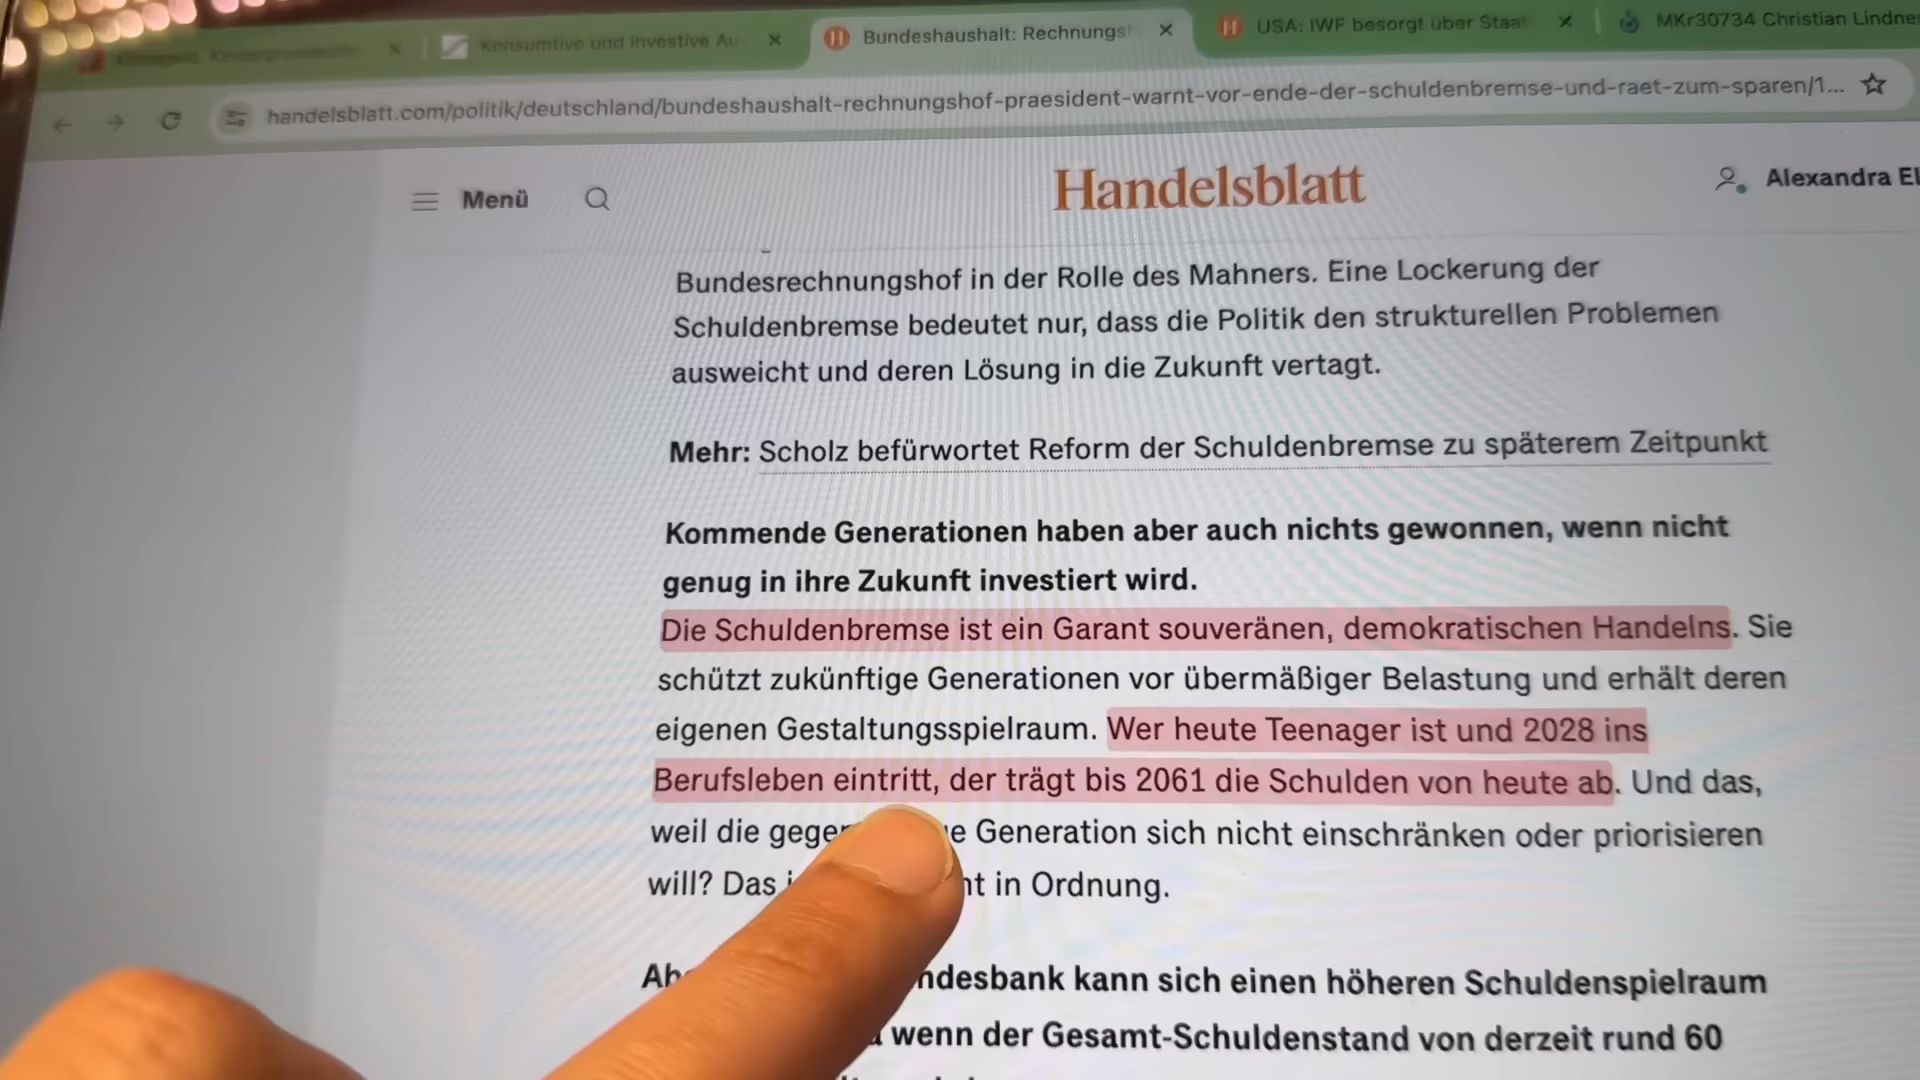 Konsumtive und investive Au
Bundeshaushalt: Rechnungs
USA: IWF besorgt über Staat
MKr30734 Christian Lindne
handelsblatt.com/politik/deutschland/bundeshaushalt-rechnungshof-praesident-warnt-vor-ende-der-schuldenbremse-und-raet-zum-sparen/1...
Menü
Handelsblatt
Alexandra El
Bundesrechnungshof in der Rolle des Mahners. Eine Lockerung der
Schuldenbremse bedeutet nur, dass die Politik den strukturellen Problemen
ausweicht und deren Lösung in die Zukunft vertagt.
Mehr: Scholz befürwortet Reform der Schuldenbremse zu späterem Zeitpunkt
Kommende Generationen haben aber auch nichts gewonnen, wenn nicht
genug in ihre Zukunft investiert wird.
Die Schuldenbremse ist ein Garant souveränen, demokratischen Handelns. Sie
schützt zukünftige Generationen vor übermäßiger Belastung und erhält deren
eigenen Gestaltungsspielraum. Wer heute Teenager ist und 2028 ins
Berufsleben eintritt, der trägt bis 2061 die Schulden von heute ab. Und das,
weil die gegen e Generation sich nicht einschränken oder priorisieren
will? Das ht in Ordnung.
Ab ndesbank kann sich einen höheren Schuldenspielraum
wenn der Gesamt-Schuldenstand von derzeit rund 60